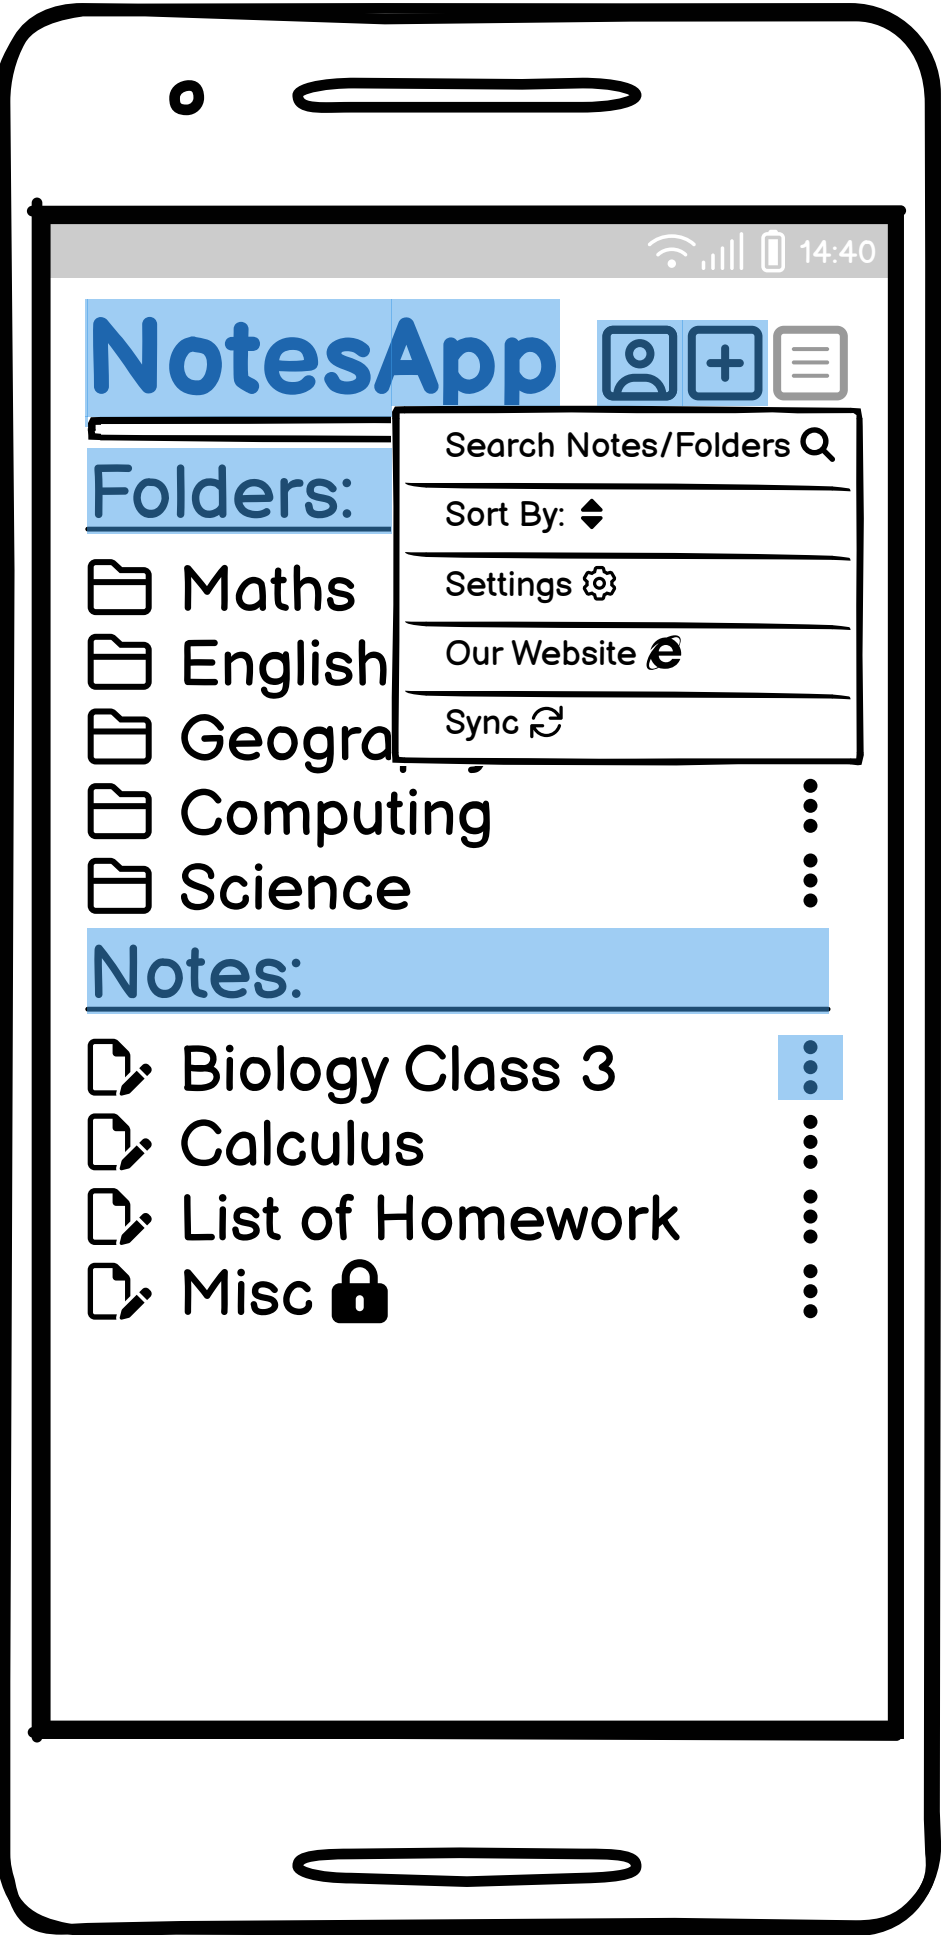 14:40
NotesApp
Search Notes/Folders
Folders:
Sort By:
Maths
Settings
English
Our Website
Sync
Computing
Science
Notes:
Biology Class 3
Calculus
List of Homework
Misc